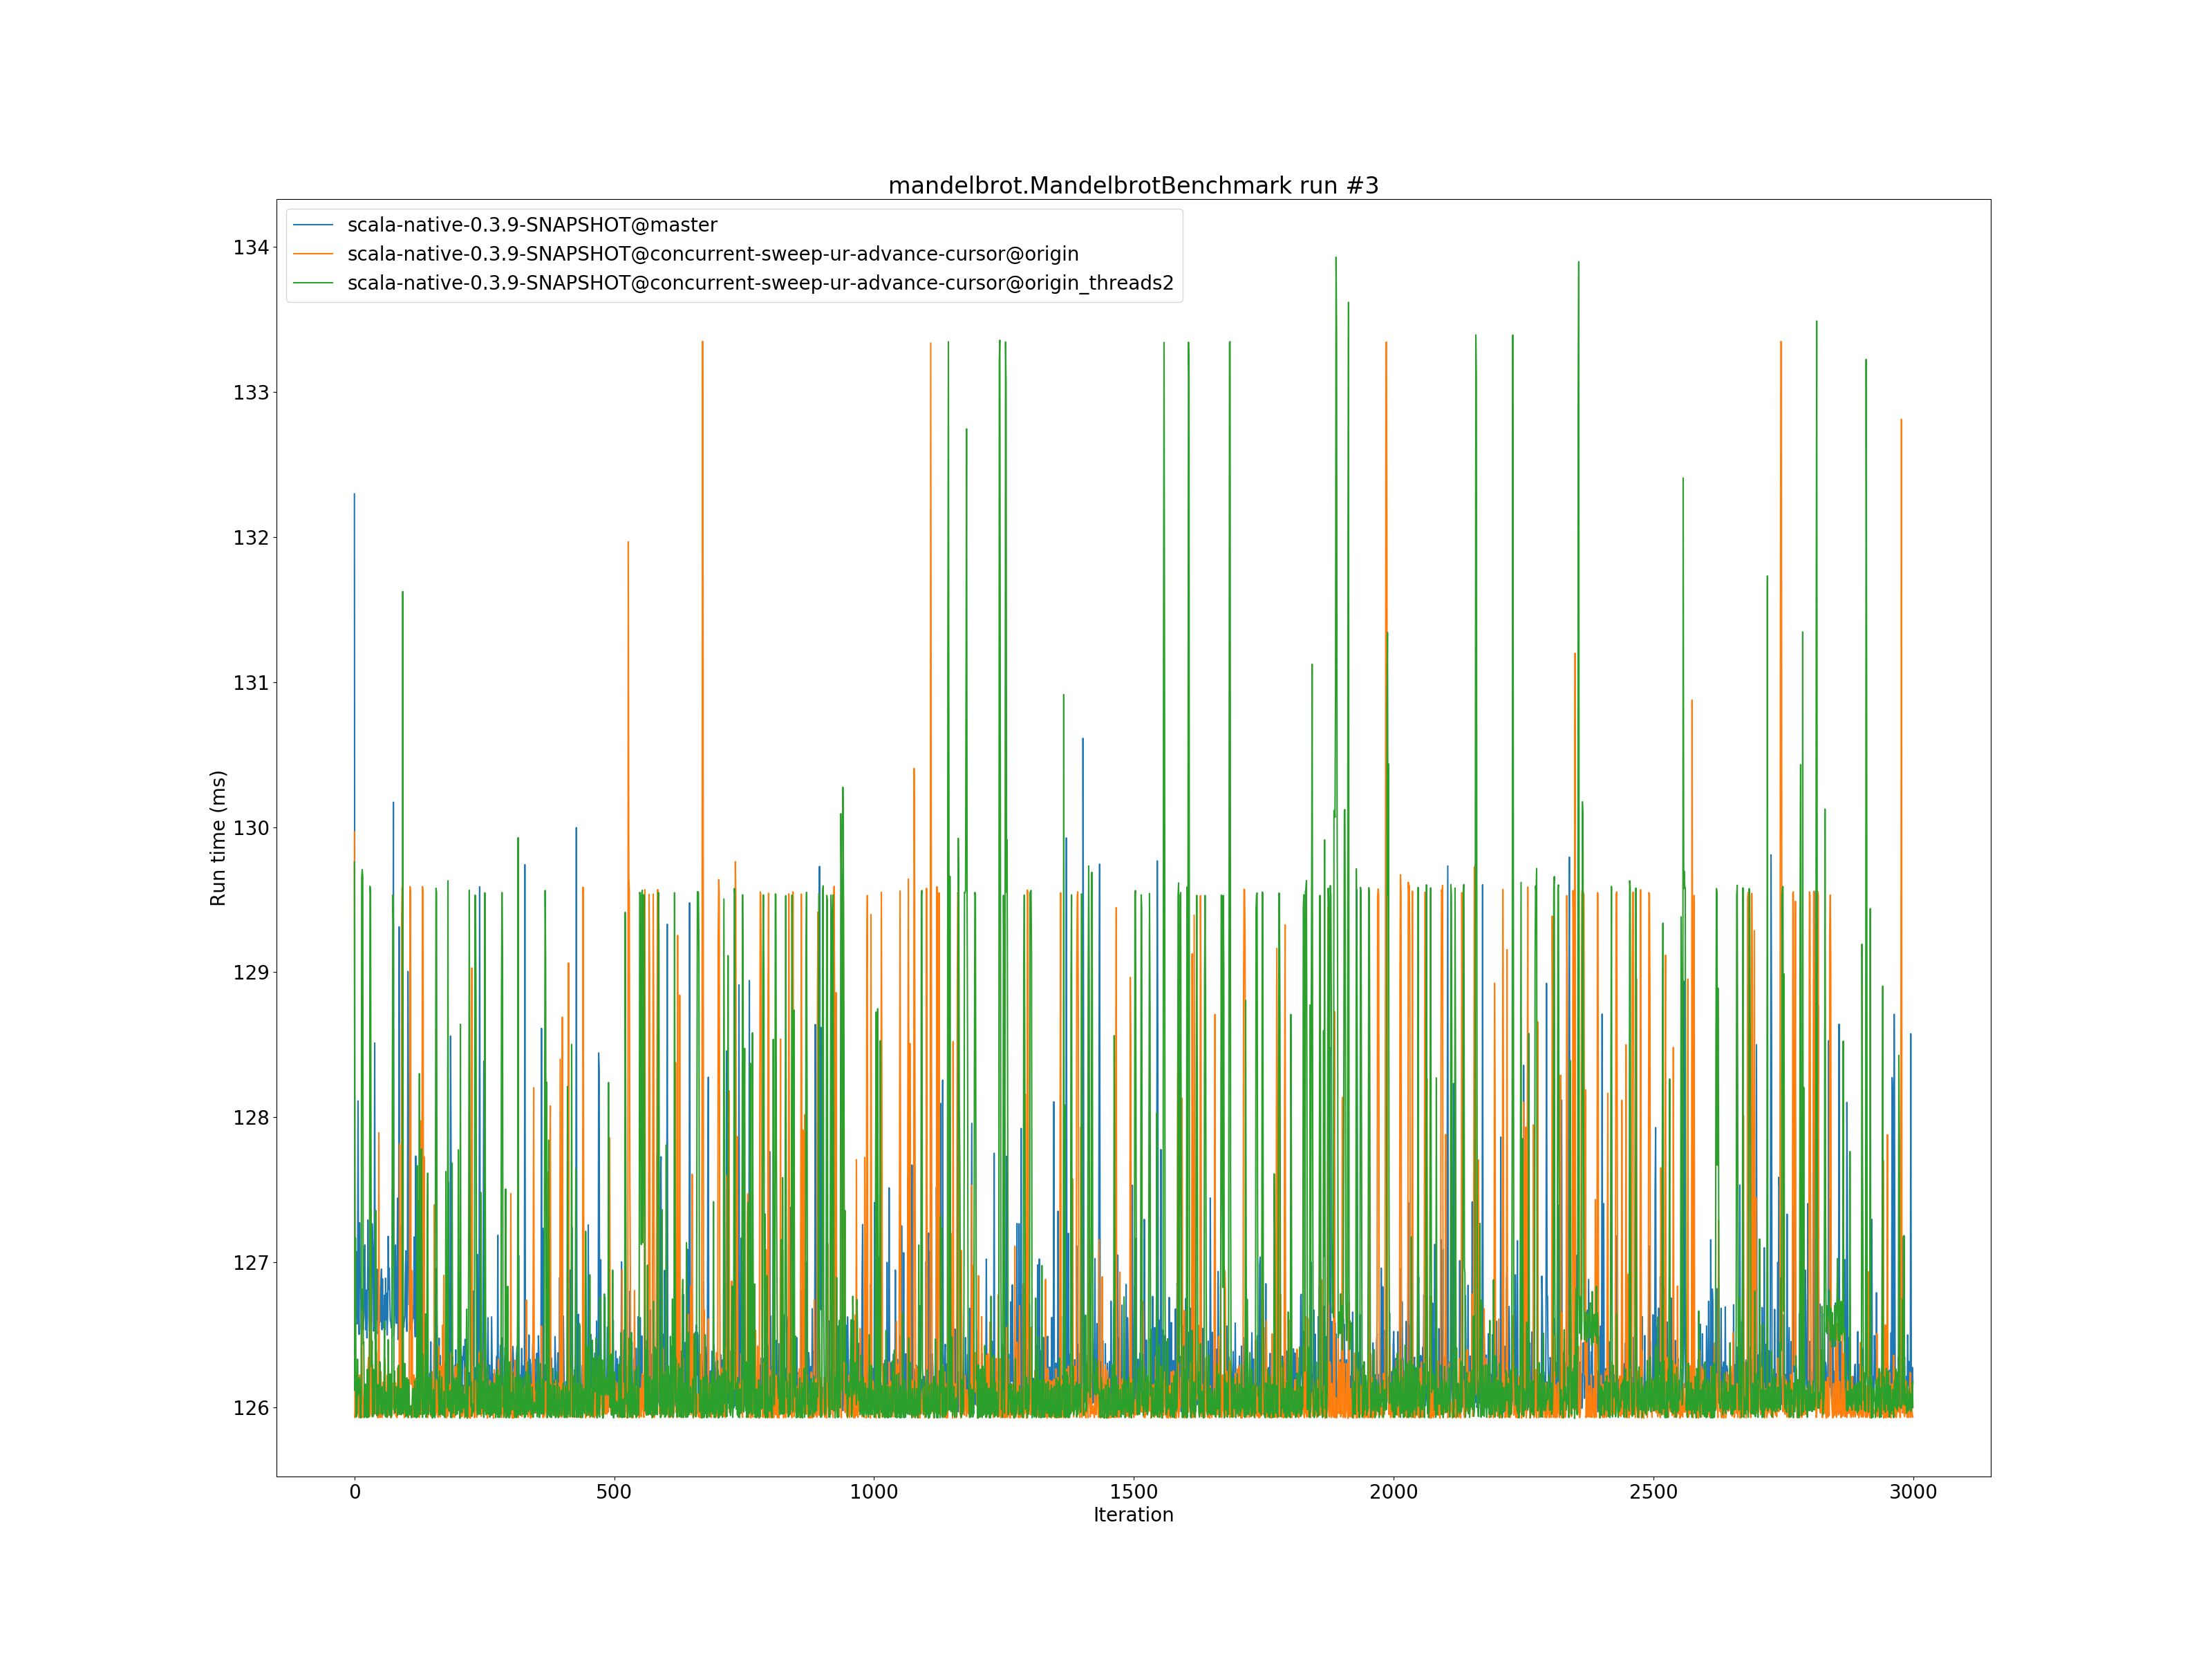 mandelbrot.MandelbrotBenchmark run #3
scala-native-0.3.9-SNAPSHOT@master
scala-native-0.3.9-SNAPSHOT@concurrent-sweep-ur-advance-cursor@origin
scala-native-0.3.9-SNAPSHOT@concurrent-sweep-ur-advance-cursor@origin_threads2
134
133
132
131
130
129
128
127
126
Run time (ms)
0 500 1000 1500 2000 2500 3000
Iteration